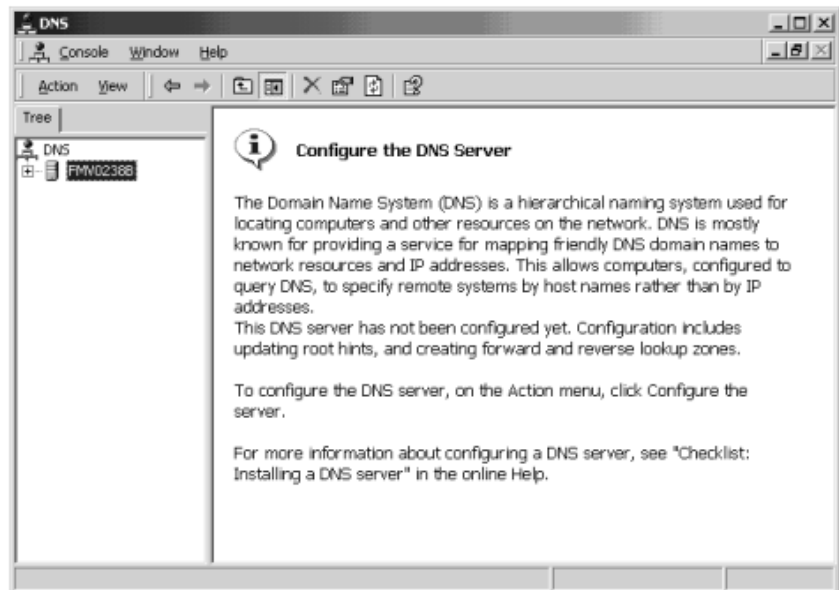 DNS
Console Window Help
Action View
Tree
DNS
FMV0238B
Configure the DNS Server
The Domain Name System (DNS) is a hierarchical naming system used for
locating computers and other resources on the network. DNS is mostly
known for providing a service for mapping friendly DNS domain names to
network resources and IP addresses. This allows computers, configured to
query DNS, to specify remote systems by host names rather than by IP
addresses.
This DNS server has not been configured yet. Configuration includes
updating root hints, and creating forward and reverse lookup zones.
To configure the DNS server, on the Action menu, click Configure the
server.
For more information about configuring a DNS server, see "Checklist:
Installing a DNS server" in the online Help.